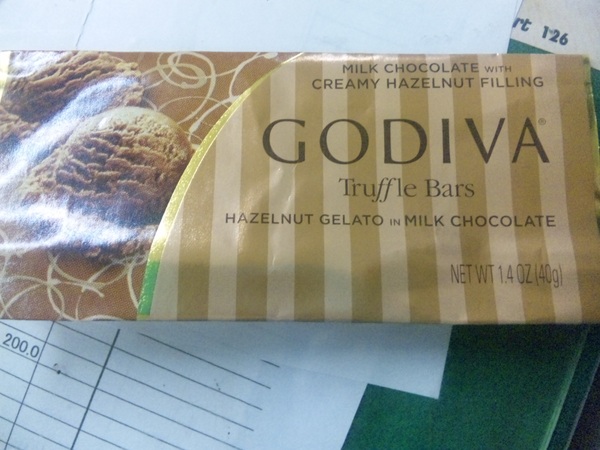 rt 126
MILK CHOCOLATE WITH
CREAMY HAZELNUT FILLING
GODIVA®
Truffle Bars
HAZELNUT GELATO IN MILK CHOCOLATE
NET WT 1.4 OZ (40g)
200.0